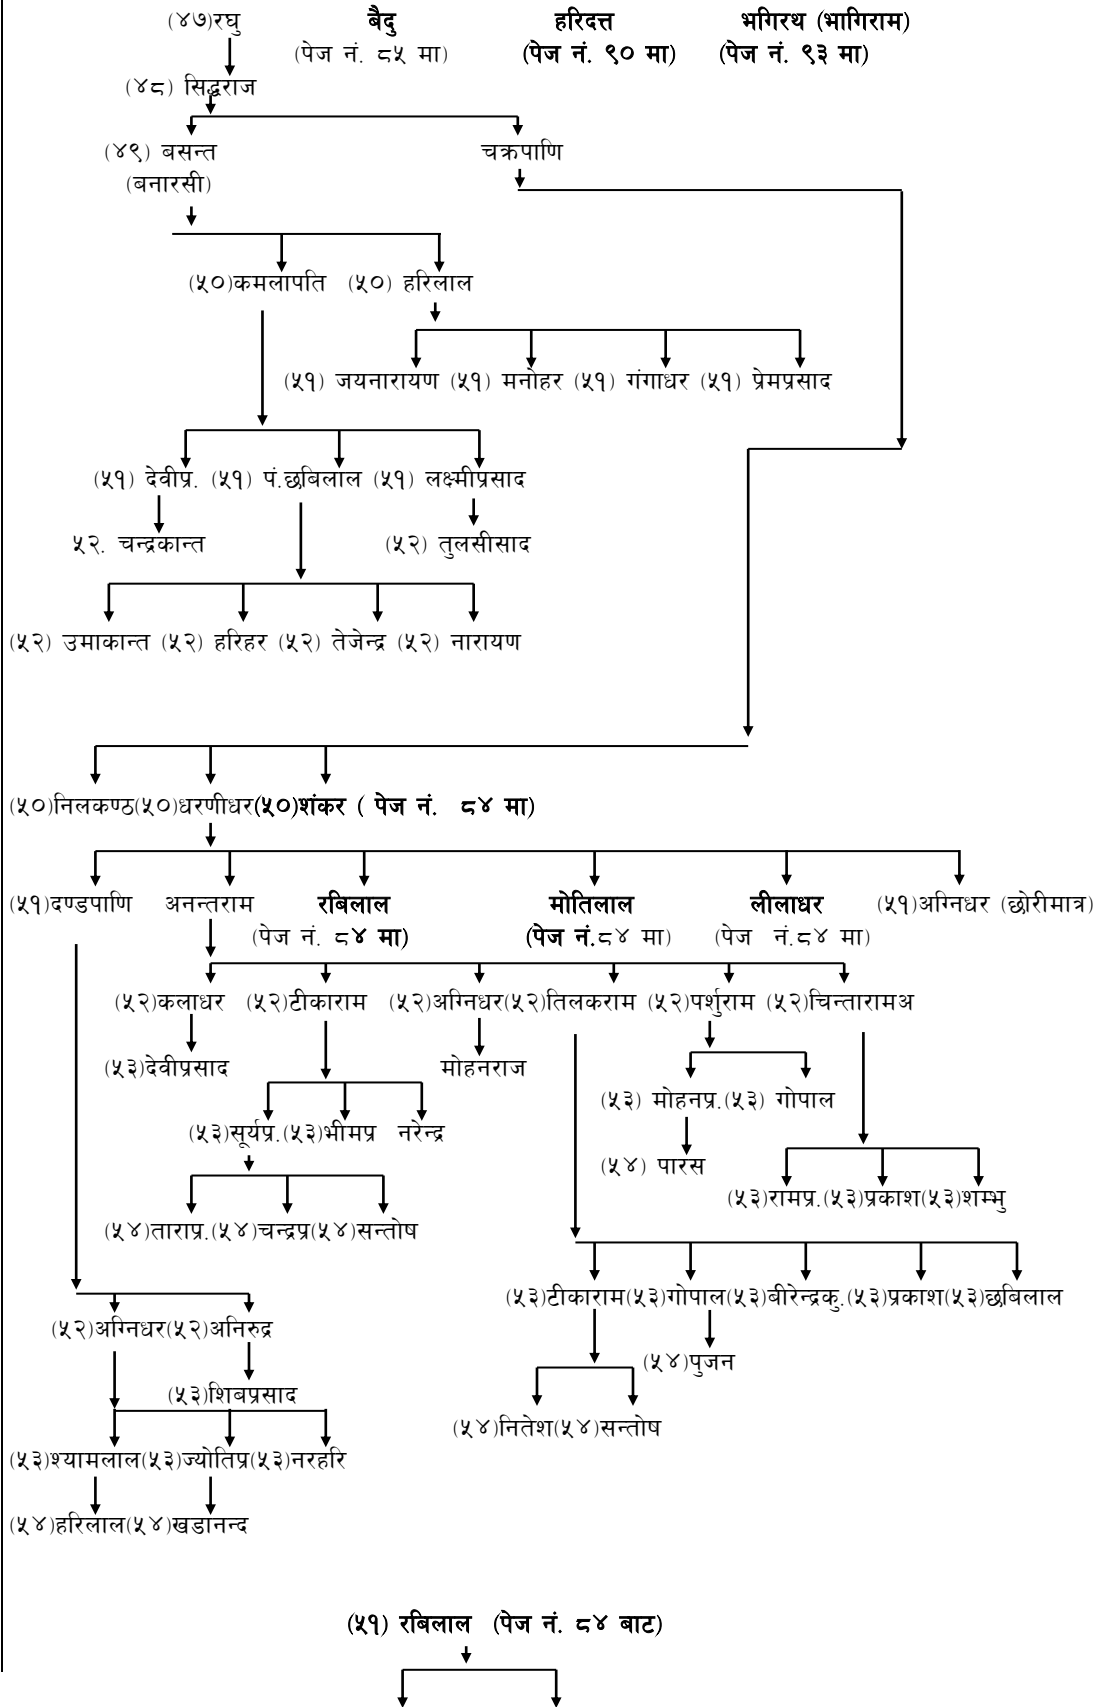 (४७)रघु बैदु हरिदत्त भगिरथ (भागिराम)
(पेज नं. ८५ मा) (पेज नं. ९० मा) (पेज नं. ९३ मा)
(४८) सिद्धराज
(४९) बसन्त चक्रपाणि
(बनारसी)
(५०)कमलापति (५०) हरिलाल
(५१) जयनारायण (५१) मनोहर (५१) गंगाधर (५१) प्रेमप्रसाद
(५१) देवीप्र. (५१) पं.छबिलाल (५१) लक्ष्मीप्रसाद
५२. चन्द्रकान्त (५२) तुलसीसाद
(५२) उमाकान्त (५२) हरिहर (५२) तेजेन्द्र (५२) नारायण
(५०)निलकण्ठ(५०)धरणीधर(५०)शंकर ( पेज नं. ८४ मा)
(५१)दण्डपाणि अनन्तराम रबिलाल मोतिलाल लीलाधर (५१)अग्निधर (छोरीमात्र)
(पेज नं. ८४ मा) (पेज नं.८४ मा) (पेज नं.८४ मा)
(५२)कलाधर (५२)टीकाराम (५२)अग्निधर(५२)तिलकराम (५२)पर्शुराम (५२)चिन्तारामअ
(५३)देवीप्रसाद मोहनराज
(५३) मोहनप्र.(५३) गोपाल
(५३)सूर्यप्र.(५३)भीमप्र नरेन्द्र
(५४) पारस
(५३)रामप्र.(५३)प्रकाश(५३)शम्भु
(५४)ताराप्र.(५४)चन्द्रप्र(५४)सन्तोष
(५३)टीकाराम(५३)गोपाल(५३)बीरेन्द्रकु.(५३)प्रकाश(५३)छबिलाल
(५२)अग्निधर(५२)अनिरुद्र
(५४)पुजन
(५३)शिबप्रसाद
(५४)नितेश(५४)सन्तोष
(५३)श्यामलाल(५३)ज्योतिप्र(५३)नरहरि
(५४)हरिलाल(५४)खडानन्द
(५१) रबिलाल (पेज नं. ८४ बाट)